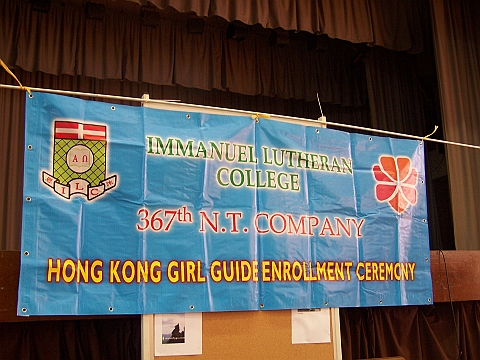 IMMANUEL LUTHERAN
COLLEGE
367th N.T. COMPANY
HONG KONG GIRL GUIDE ENROLLMENT CEREMONY
ΑΩ
E.I.L.C.W